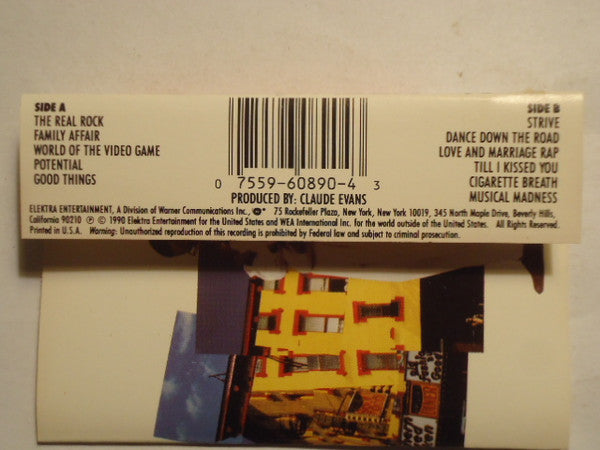 SIDE A
THE REAL ROCK
FAMILY AFFAIR
WORLD OF THE VIDEO GAME
POTENTIAL
GOOD THINGS
SIDE B
STRIVE
DANCE DOWN THE ROAD
LOVE AND MARRIAGE RAP
TILL I KISSED YOU
CIGARETTE BREATH
MUSICAL MADNESS
0 7559-60890-4 3
PRODUCED BY: CLAUDE EVANS
ELEKTRA ENTERTAINMENT, A Division of Warner Communications Inc., 75 Rockefeller Plaza, New York, New York 10019, 345 North Maple Drive, Beverly Hills,
California 90210 ℗ © 1990 Elektra Entertainment for the United States and WEA International Inc. for the world outside of the United States. All Rights Reserved.
Printed in U.S.A. Warning: Unauthorized reproduction of this recording is prohibited by Federal law and subject to criminal prosecution.